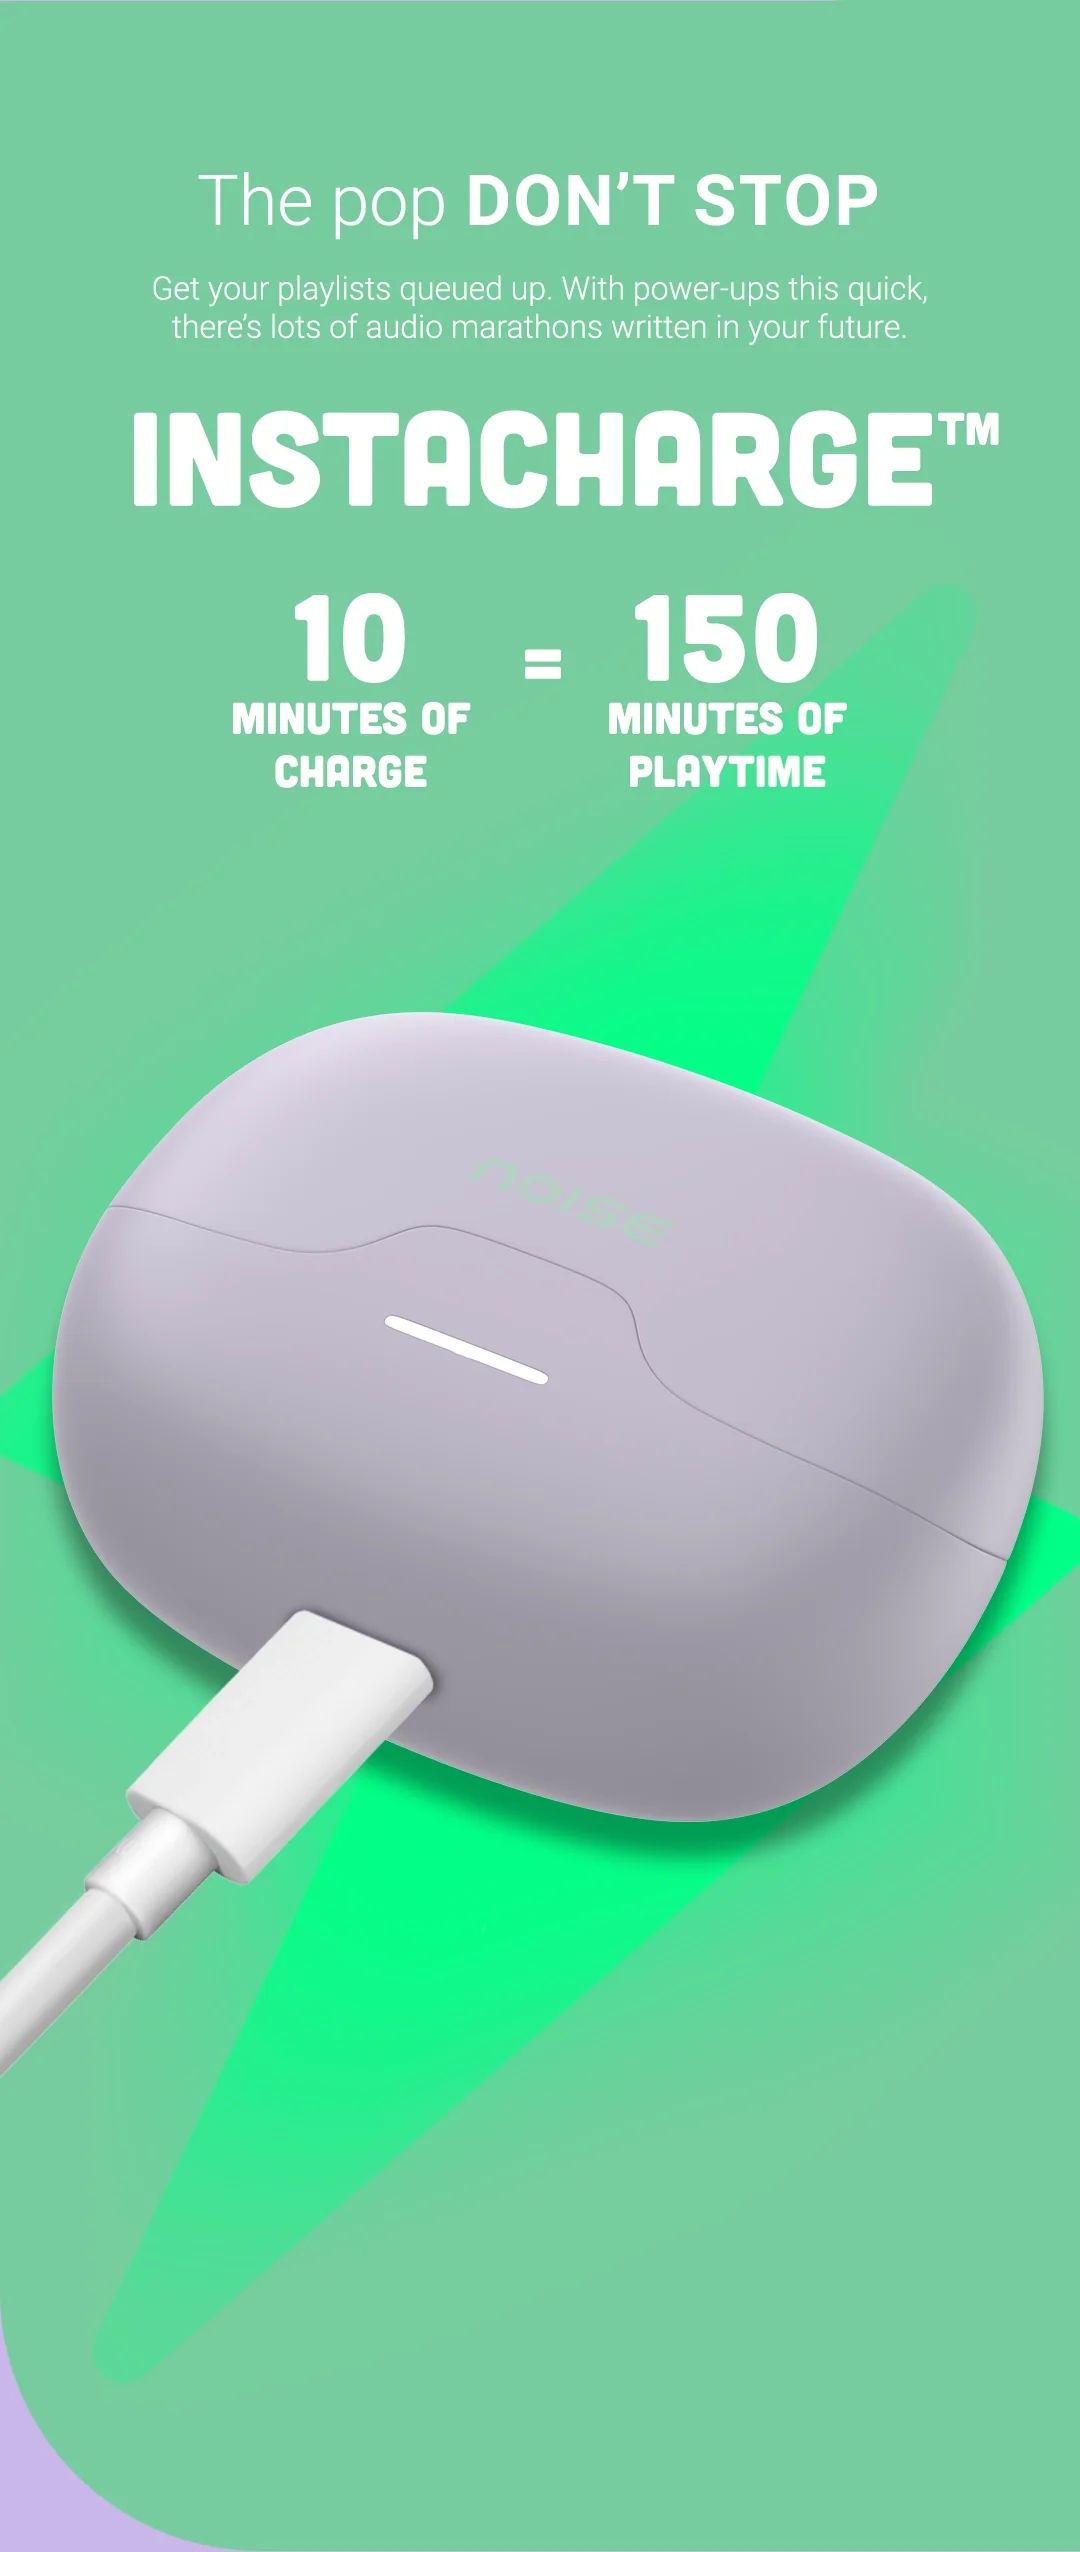 The pop DON'T STOP
Get your playlists queued up. With power-ups this quick,
there's lots of audio marathons written in your future.
INSTACHARGE™
10 = 150
MINUTES OF MINUTES OF
CHARGE PLAYTIME
noise